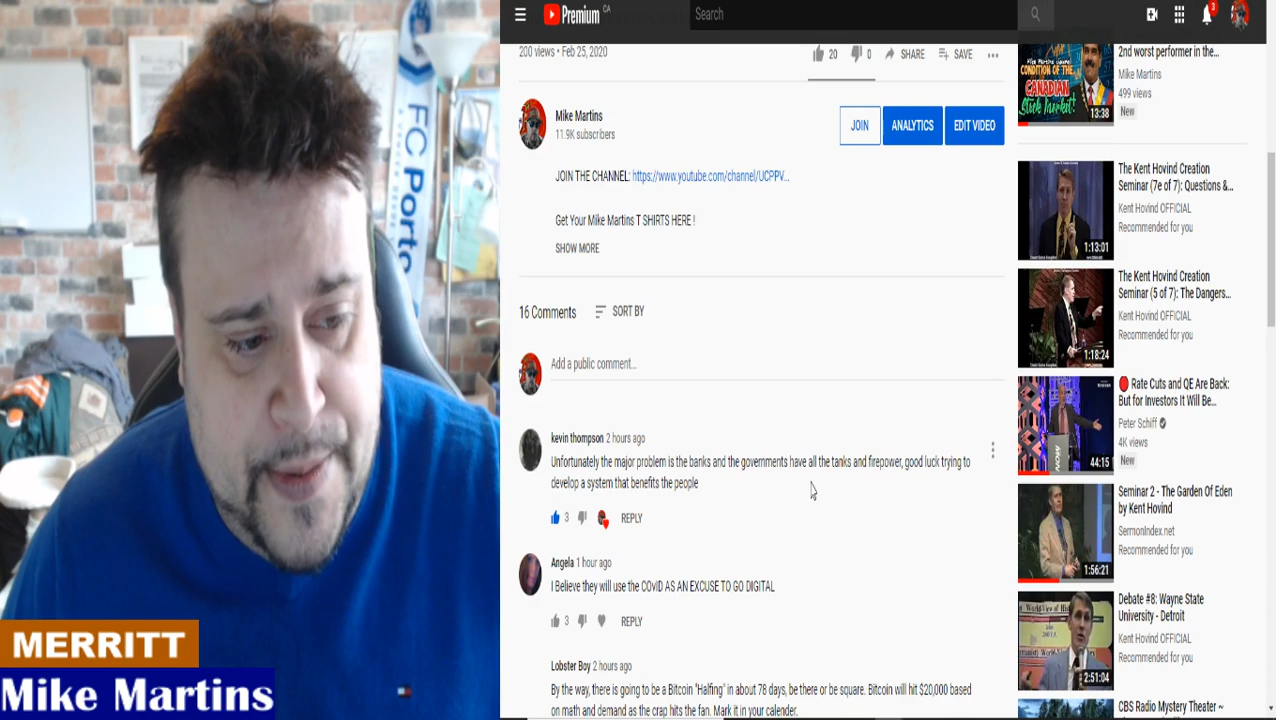 FC Porto
MERRITT
Mike Martins
Premium CA
Search
3
200 views • Feb 25, 2020
20
0
SHARE
SAVE
Mike Martins
11.9K subscribers
JOIN
ANALYTICS
EDIT VIDEO
JOIN THE CHANNEL: https://www.youtube.com/channel/UCPPV...
Get Your Mike Martins T SHIRTS HERE !
SHOW MORE
16 Comments
SORT BY
Add a public comment...
kevin thompson 2 hours ago
Unfortunately the major problem is the banks and the governments have all the tanks and firepower, good luck trying to
develop a system that benefits the people
3
REPLY
Angela 1 hour ago
I Believe they will use the COVID AS AN EXCUSE TO GO DIGITAL
3
REPLY
Lobster Boy 2 hours ago
By the way, there is going to be a Bitcoin "Halfing" in about 78 days, be there or be square. Bitcoin will hit $20,000 based
on math and demand as the crap hits the fan. Mark it in your calender.
CONDITION OF THE
CANADIAN
Stock Market!
13:38
2nd worst performer in the...
Mike Martins
499 views
New
1:13:01
The Kent Hovind Creation
Seminar (7e of 7): Questions &...
Kent Hovind OFFICIAL
Recommended for you
1:18:24
The Kent Hovind Creation
Seminar (5 of 7): The Dangers...
Kent Hovind OFFICIAL
Recommended for you
44:15
Rate Cuts and QE Are Back:
But for Investors It Will Be...
Peter Schiff
4K views
New
1:56:21
Seminar 2 - The Garden Of Eden
by Kent Hovind
SermonIndex.net
Recommended for you
2:51:04
Debate #8: Wayne State
University - Detroit
Kent Hovind OFFICIAL
Recommended for you
CBS Radio Mystery Theater ~